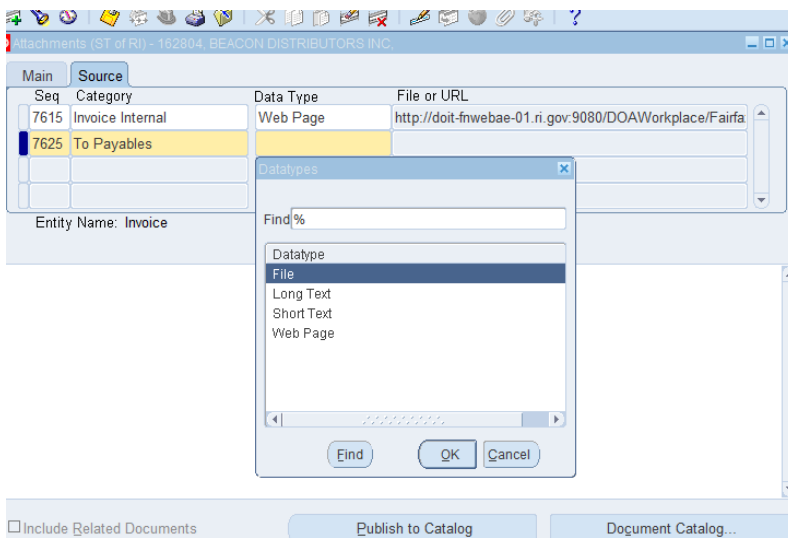 Attachments (ST of RI) - 162804, BEACON DISTRIBUTORS INC,
Main Source
Seq Category Data Type File or URL
7615 Invoice Internal Web Page http://doit-fnwebae-01.ri.gov:9080/DOAWorkplace/Fairfa
7625 To Payables
Datatypes
Find %
Entity Name: Invoice
Datatype
File
Long Text
Short Text
Web Page
Find OK Cancel
Include Related Documents Publish to Catalog Document Catalog...